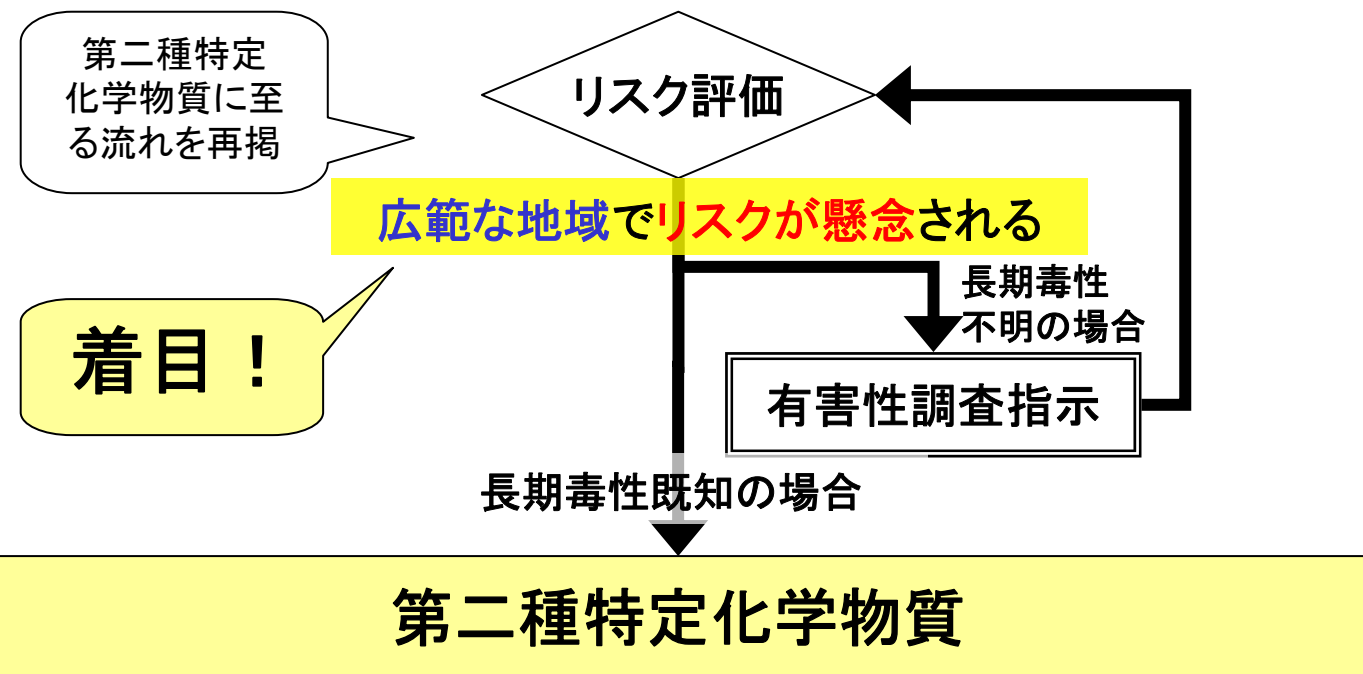 第二種特定
化学物質に至
る流れを再掲
リスク評価
広範な地域でリスクが懸念される
着目！
長期毒性
不明の場合
有害性調査指示
長期毒性既知の場合
第二種特定化学物質